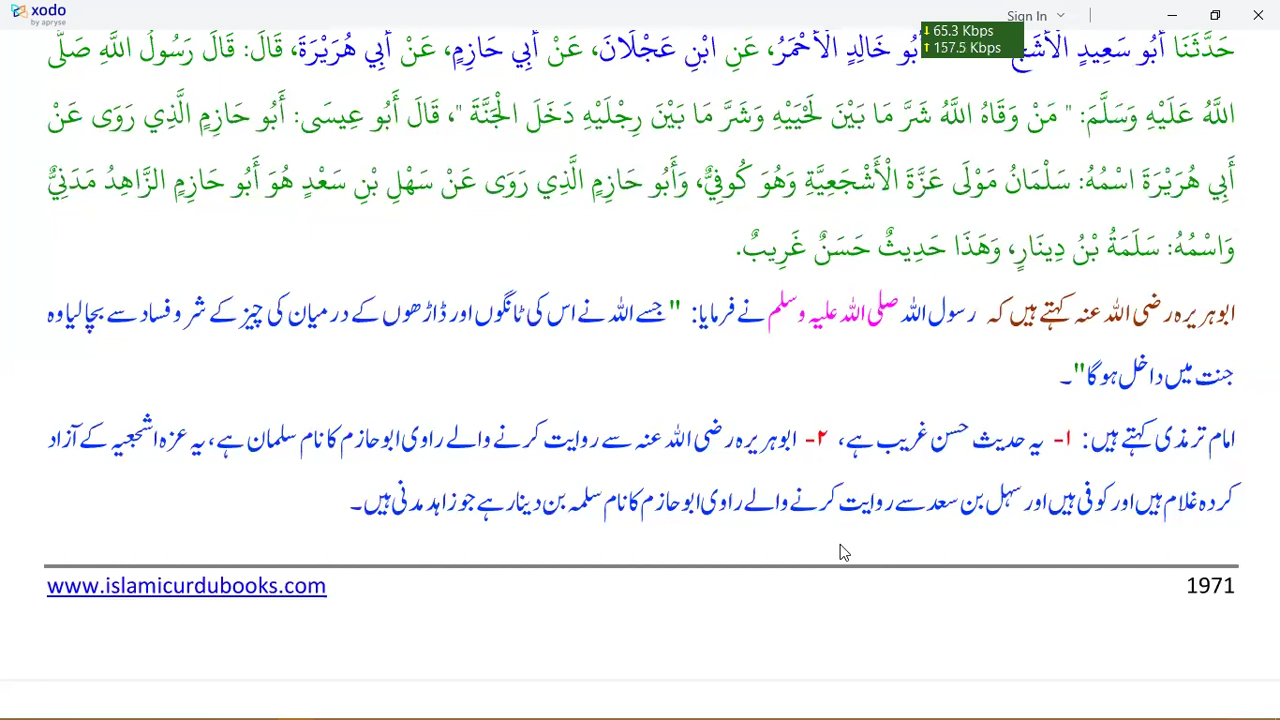 xodo
by apryse
Sign In
65.3 Kbps
157.5 Kbps
حَدَّثَنَا أَبُو سَعِيدٍ الْأَشَجُّ بُو خَالِدٍ الْأَحْمَرُ، عَنِ ابْنِ عَجْلَانَ، عَنْ أَبِي حَازِمٍ، عَنْ أَبِي هُرَيْرَةَ، قَالَ: قَالَ رَسُولُ اللَّهِ صَلَّى
اللَّهُ عَلَيْهِ وَسَلَّمَ: " مَنْ وَقَاهُ اللَّهُ شَرَّ مَا بَيْنَ لَحْيَيْهِ وَشَرَّ مَا بَيْنَ رِجْلَيْهِ دَخَلَ الْجَنَّةَ "، قَالَ أَبُو عِيسَى: أَبُو حَازِمٍ الَّذِي رَوَى عَنْ
أَبِي هُرَيْرَةَ اسْمُهُ: سَلْمَانُ مَوْلَى عَزَّةَ الْأَشْجَعِيَّةِ وَهُوَ كُوفِيٌّ، وَأَبُو حَازِمٍ الَّذِي رَوَى عَنْ سَهْلِ بْنِ سَعْدٍ هُوَ أَبُو حَازِمٍ الزَّاهِدُ مَدَنِيٌّ
وَاسْمُهُ: سَلَمَةُ بْنُ دِينَارٍ، وَهَذَا حَدِيثٌ حَسَنٌ غَرِيبٌ.
ابوہریرہ رضی الله عنہ کہتے ہیں کہ رسول اللہ صلی اللہ علیہ وسلم نے فرمایا: "جسے اللہ نے اس کی ٹانگوں اور ڈاڑھوں کے درمیان کی چیز کے شر و فساد سے بچا لیا وہ
جنت میں داخل ہو گا"۔
امام ترمذی کہتے ہیں: ۱- یہ حدیث حسن غریب ہے، ۲- ابوہریرہ رضی الله عنہ سے روایت کرنے والے راوی ابوحازم کا نام سلمان ہے، یہ عزہ اشجعیہ کے آزاد
کردہ غلام ہیں اور کوفی ہیں اور سہل بن سعد سے روایت کرنے والے راوی ابوحازم کا نام سلمہ بن دینار ہے جو زاہد مدنی ہیں۔
www.islamicurdubooks.com 1971